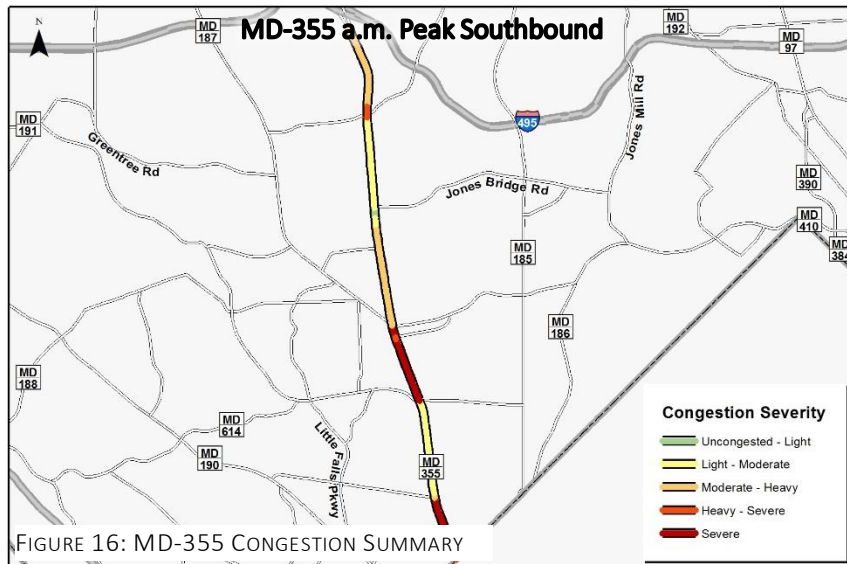 MD-355 a.m. Peak Southbound
N
MD
187
MD
192
MD
97
495
MD
191
Greentree Rd
Jones Mill Rd
Jones Bridge Rd
MD
390
MD
410
MD
384
MD
185
MD
186
MD
188
MD
614
MD
190
Little Falls Pkwy
MD
355
Congestion Severity
Uncongested - Light
Light - Moderate
Moderate - Heavy
Heavy - Severe
Severe
FIGURE 16: MD-355 CONGESTION SUMMARY